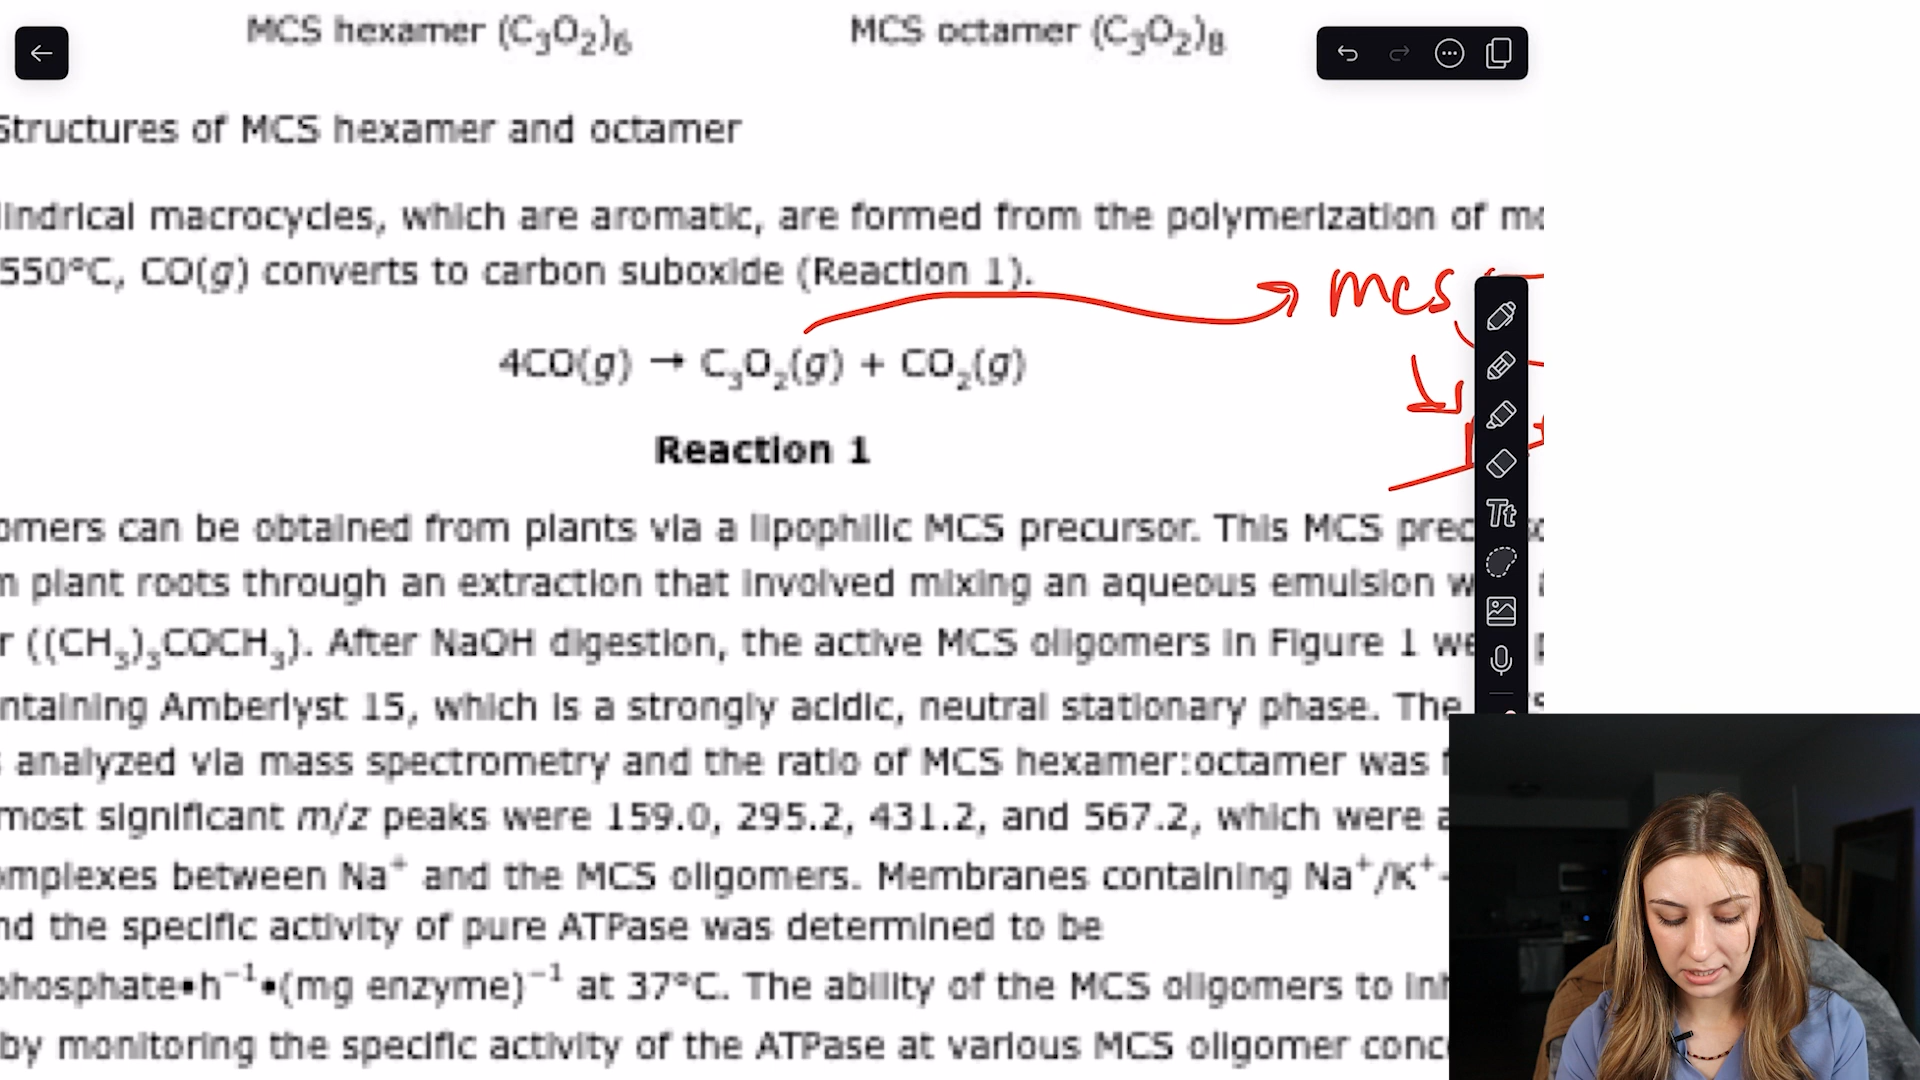 MCS hexamer (C₃O₂)₆ MCS octamer (C₃O₂)₈
Structures of MCS hexamer and octamer
lindrical macrocycles, which are aromatic, are formed from the polymerization of
550°C, CO(g) converts to carbon suboxide (Reaction 1).
mcs
4CO(g) → C₃O₂(g) + CO₂(g)
Reaction 1
omers can be obtained from plants via a lipophilic MCS precursor. This MCS
plant roots through an extraction that involved mixing an aqueous emulsion
((CH₃)₃COCH₃). After NaOH digestion, the active MCS oligomers in Figure 1
ntaining Amberlyst 15, which is a strongly acidic, neutral stationary phase. The
analyzed via mass spectrometry and the ratio of MCS hexamer:octamer was
most significant m/z peaks were 159.0, 295.2, 431.2, and 567.2, which were
omplexes between Na⁺ and the MCS oligomers. Membranes containing Na⁺/K⁺-
nd the specific activity of pure ATPase was determined to be
phosphate•h⁻¹•(mg enzyme)⁻¹ at 37°C. The ability of the MCS oligomers to inh
by monitoring the specific activity of the ATPase at various MCS oligomer conc
Tt